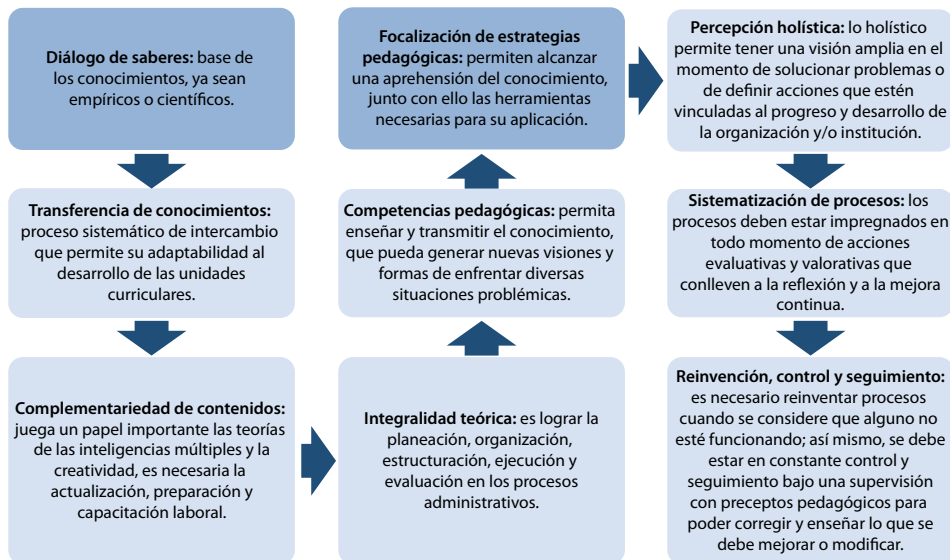 Diálogo de saberes: base de
los conocimientos, ya sean
empíricos o científicos.
Transferencia de conocimientos:
proceso sistemático de intercambio
que permite su adaptabilidad al
desarrollo de las unidades
curriculares.
Complementariedad de contenidos:
juega un papel importante las teorías
de las inteligencias múltiples y la
creatividad, es necesaria la
actualización, preparación y
capacitación laboral.
Integralidad teórica: es lograr la
planeación, organización,
estructuración, ejecución y
evaluación en los procesos
administrativos.
Competencias pedagógicas: permita
enseñar y transmitir el conocimiento,
que pueda generar nuevas visiones y
formas de enfrentar diversas
situaciones problémicas.
Focalización de estrategias
pedagógicas: permiten alcanzar
una aprehensión del conocimiento,
junto con ello las herramientas
necesarias para su aplicación.
Percepción holística: lo holístico
permite tener una visión amplia en el
momento de solucionar problemas o
de definir acciones que estén
vinculadas al progreso y desarrollo de
la organización y/o institución.
Sistematización de procesos: los
procesos deben estar impregnados en
todo momento de acciones
evaluativas y valorativas que
conlleven a la reflexión y a la mejora
continua.
Reinvención, control y seguimiento:
es necesario reinventar procesos
cuando se considere que alguno no
esté funcionando; así mismo, se debe
estar en constante control y
seguimiento bajo una supervisión
con preceptos pedagógicos para
poder corregir y enseñar lo que se
debe mejorar o modificar.